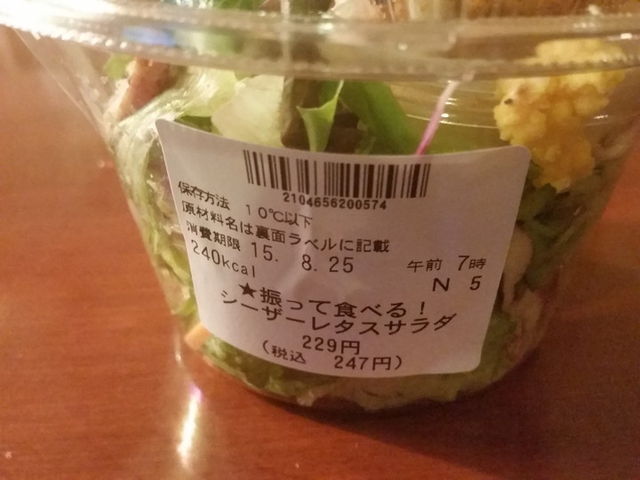 2104656200574
保存方法 10℃以下
原材料名は裏面ラベルに記載
消費期限 15. 8.25 午前 7時
240kcal N 5
★振って食べる!
シーザーレタスサラダ
229円
(税込 247円)